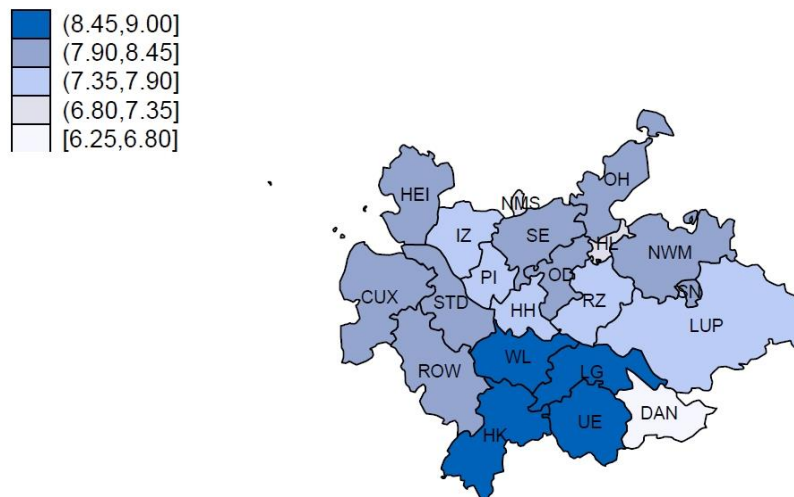 (8.45,9.00]
(7.90,8.45]
(7.35,7.90]
(6.80,7.35]
[6.25,6.80]
OH
HEI
NMS
IZ
SE
HL
NWM
PI
OD
SN
CUX
STD
HH
RZ
LUP
WL
ROW
LG
DAN
UE
HK